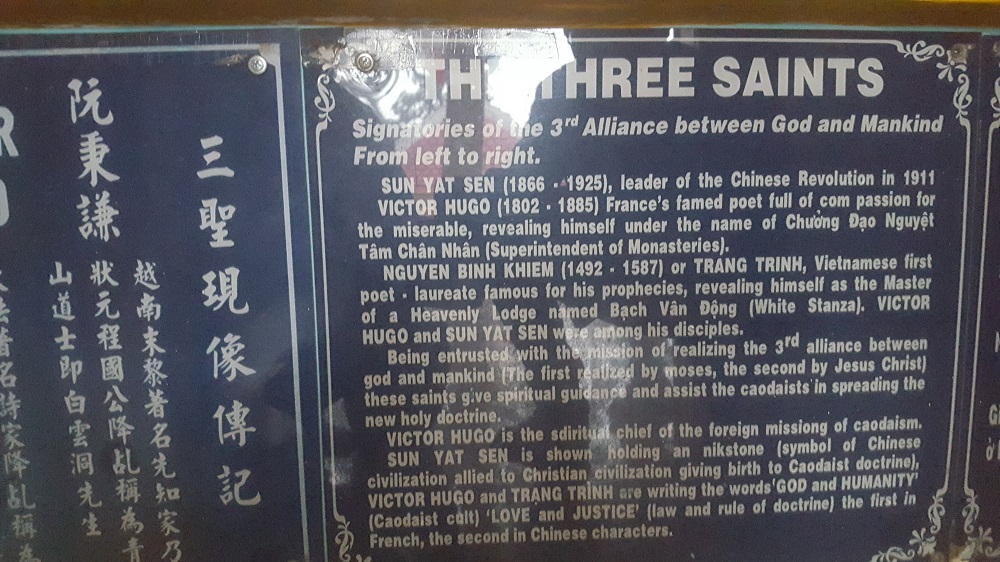 三聖現像傳記
阮秉謙
越南末黎著名先知家乃
狀元程國公降乩稱為青
山道士即白雲洞先生
著名詩家降乩稱為
THE THREE SAINTS
Signatories of the 3rd Alliance between God and Mankind
From left to right.
SUN YAT SEN (1866 - 1925), leader of the Chinese Revolution in 1911
VICTOR HUGO (1802 - 1885) France's famed poet full of com passion for
the miserable, revealing himself under the name of Chưởng Đạo Nguyệt
Tâm Chân Nhân (Superintendent of Monasteries).
NGUYEN BINH KHIEM (1492 - 1587) or TRANG TRINH, Vietnamese first
poet - laureate famous for his prophecies, revealing himself as the Master
of a Heavenly Lodge named Bạch Vân Động (White Stanza). VICTOR
HUGO and SUN YAT SEN were among his disciples.
Being entrusted with the mission of realizing the 3rd alliance between
god and mankind (The first realized by moses, the second by Jesus Christ)
these saints give spiritual guidance and assist the caodaists in spreading the
new holy doctrine.
VICTOR HUGO is the sdiritual chief of the foreign missiong of caodaism.
SUN YAT SEN is shown holding an nikstone (symbol of Chinese
civilization allied to Christian civilization giving birth to Caodaist doctrine),
VICTOR HUGO and TRANG TRÌNH are writing the words'GOD and HUMANITY'
(Caodaist cult) 'LOVE and JUSTICE' (law and rule of doctrine) the first in
French, the second in Chinese characters.